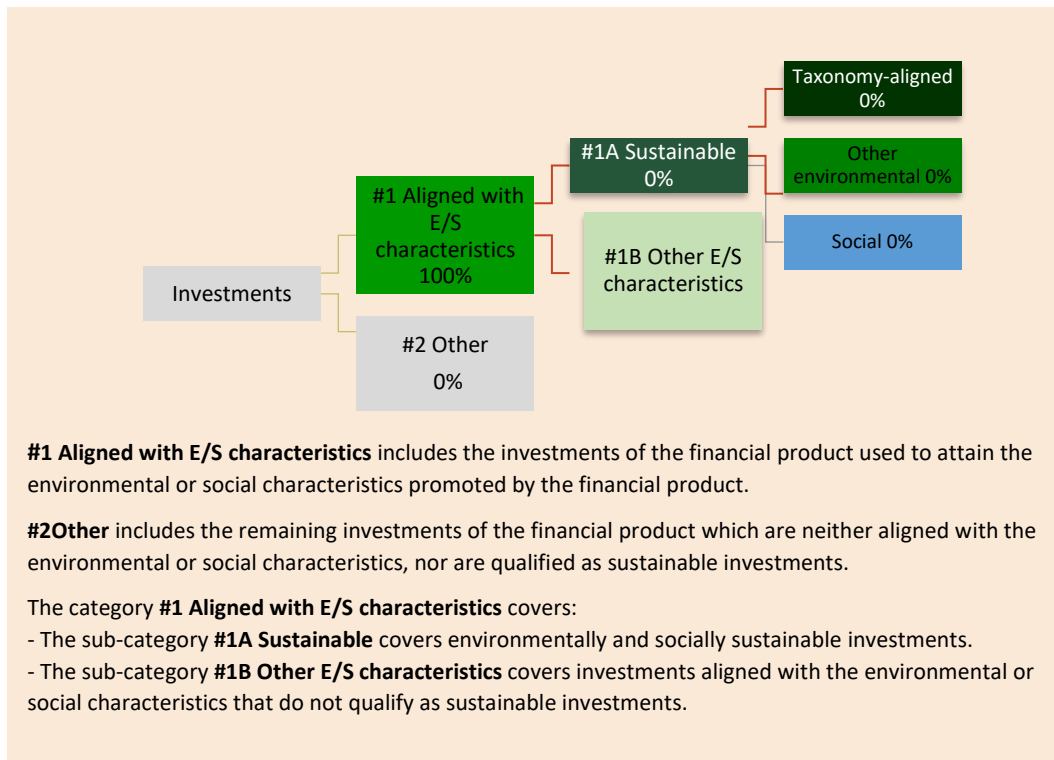 Taxonomy-aligned
0%
#1A Sustainable
0%
Other
environmental 0%
#1 Aligned with
E/S
characteristics
100%
Social 0%
#1B Other E/S
characteristics
Investments
#2 Other
0%
#1 Aligned with E/S characteristics includes the investments of the financial product used to attain the
environmental or social characteristics promoted by the financial product.
#2Other includes the remaining investments of the financial product which are neither aligned with the
environmental or social characteristics, nor are qualified as sustainable investments.
The category #1 Aligned with E/S characteristics covers:
- The sub-category #1A Sustainable covers environmentally and socially sustainable investments.
- The sub-category #1B Other E/S characteristics covers investments aligned with the environmental or
social characteristics that do not qualify as sustainable investments.